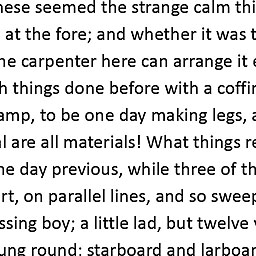 hese seemed the strange calm thi
at the fore; and whether it was t
he carpenter here can arrange it e
h things done before with a coffi
amp, to be one day making legs, a
al are all materials! What things re
ne day previous, while three of th
rt, on parallel lines, and so sweep
ssing boy; a little lad, but twelve
ung round: starboard and larboar